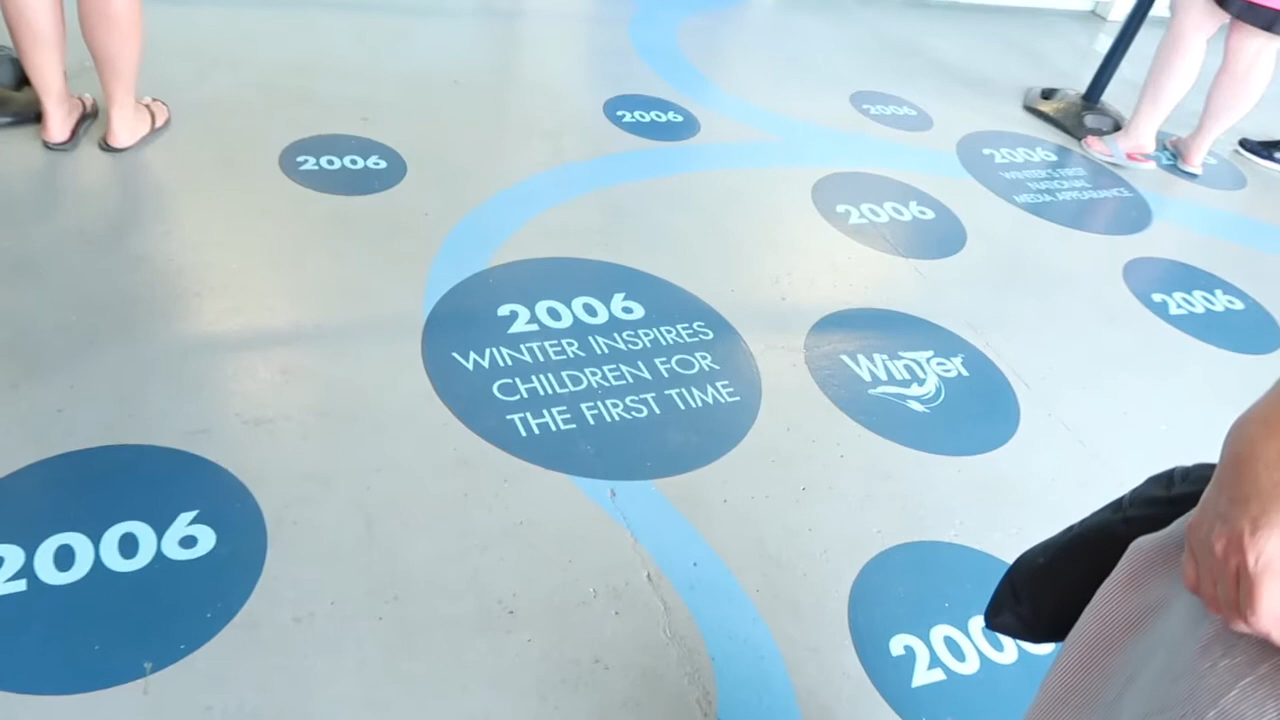 2006
2006
2006
2006
WINTER'S FIRST
NATIONAL
MEDIA APPEARANCE
2006
2006
2006
WINTER INSPIRES
CHILDREN FOR
THE FIRST TIME
Winter
2006